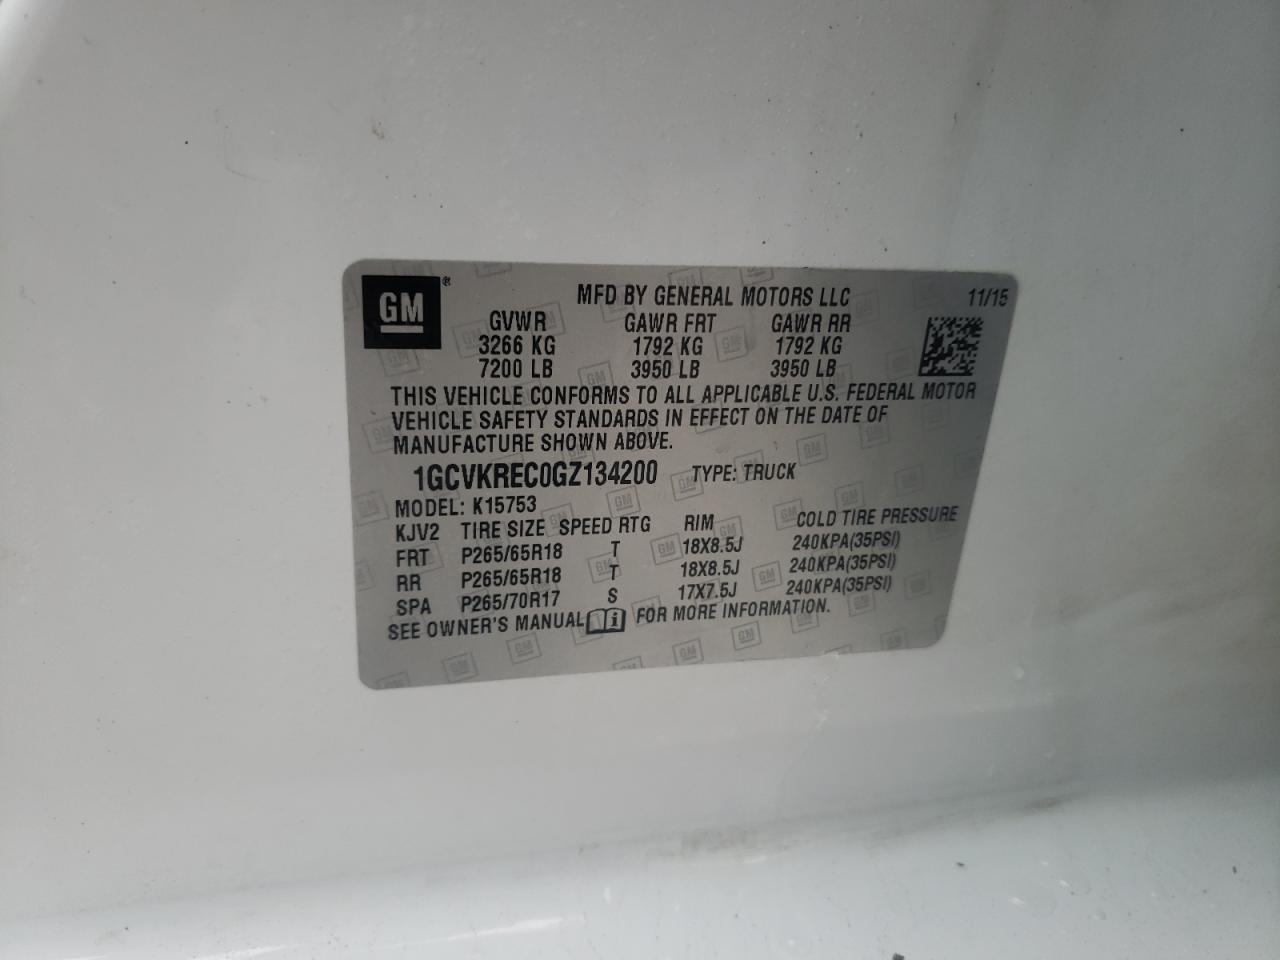 GM ®
MFD BY GENERAL MOTORS LLC 11/15
GVWR GAWR FRT GAWR RR
3266 KG 1792 KG 1792 KG
7200 LB 3950 LB 3950 LB
THIS VEHICLE CONFORMS TO ALL APPLICABLE U.S. FEDERAL MOTOR
VEHICLE SAFETY STANDARDS IN EFFECT ON THE DATE OF
MANUFACTURE SHOWN ABOVE.
1GCVKREC0GZ134200 TYPE: TRUCK
MODEL: K15753
KJV2 TIRE SIZE SPEED RTG RIM COLD TIRE PRESSURE
FRT P265/65R18 T 18X8.5J 240KPA(35PSI)
RR P265/65R18 T 18X8.5J 240KPA(35PSI)
SPA P265/70R17 S 17X7.5J 240KPA(35PSI)
SEE OWNER'S MANUAL i FOR MORE INFORMATION.